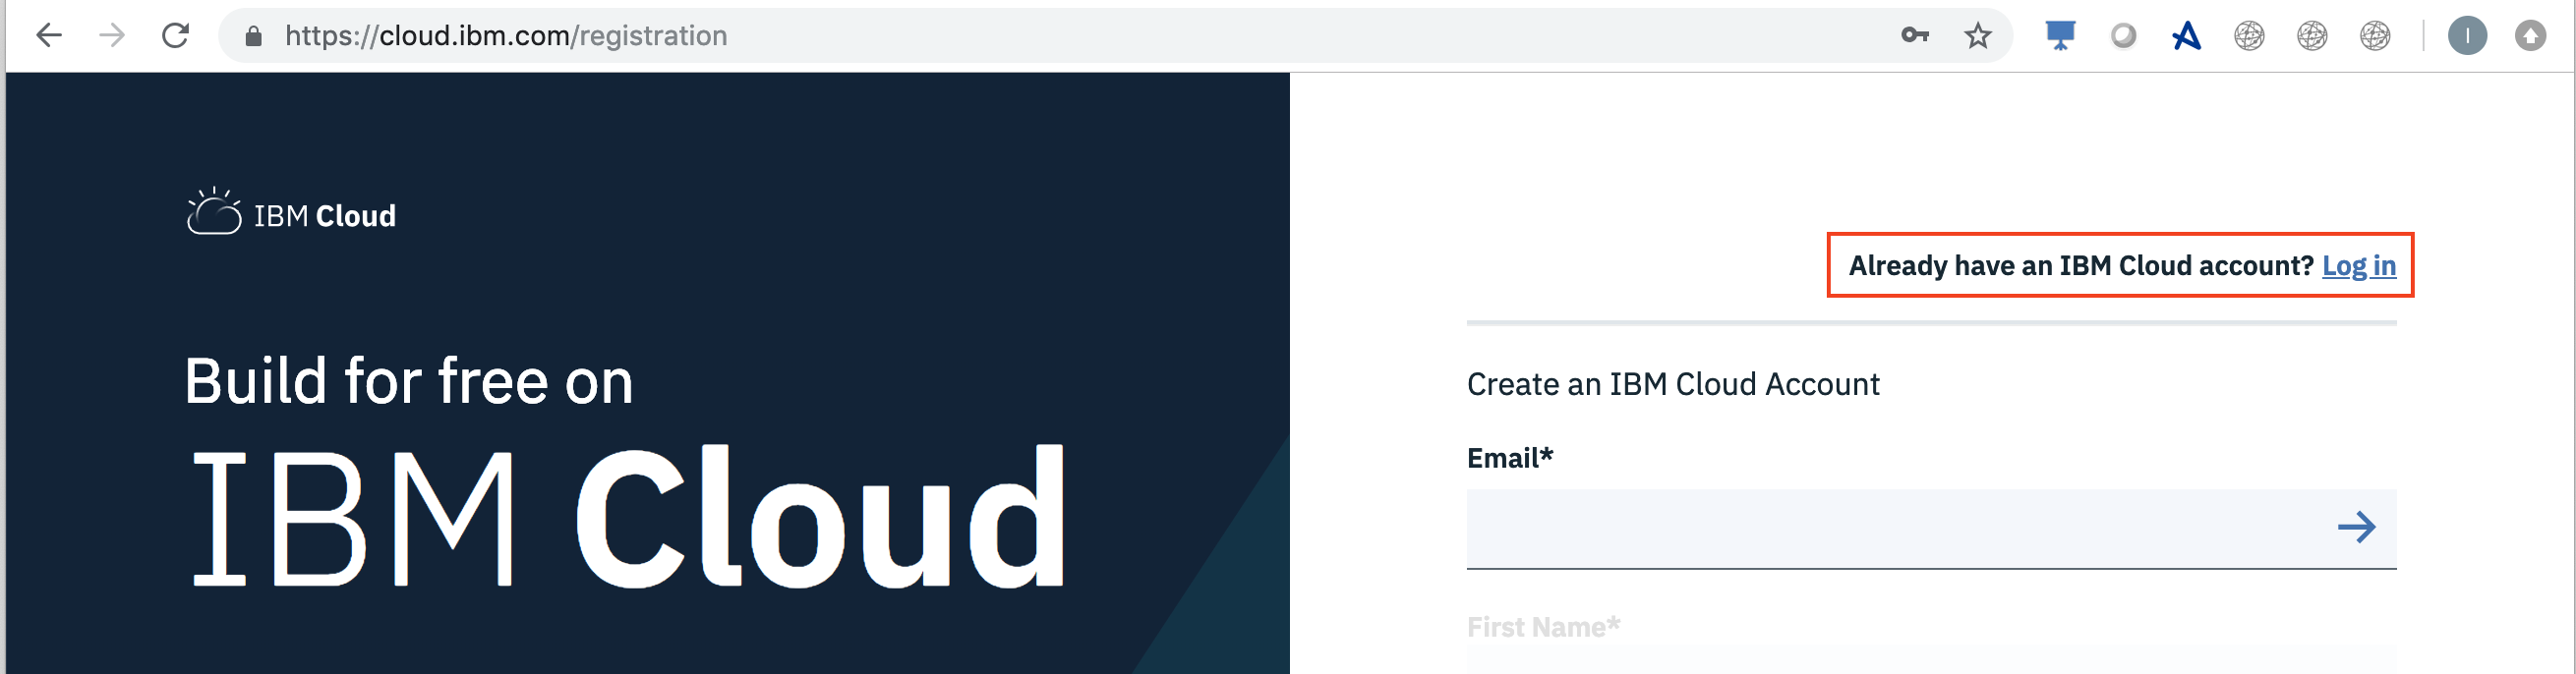 https://cloud.ibm.com/registration
I
IBM Cloud
Build for free on
IBM Cloud
Already have an IBM Cloud account? Log in
Create an IBM Cloud Account
Email*
First Name*